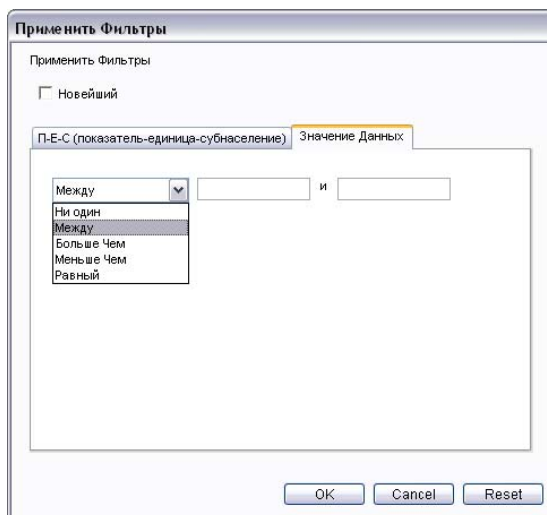 Применить Фильтры
Применить Фильтры
Новейший
П-Е-С (показатель-единица-субнаселение) Значение Данных
Между и
Ни один
Между
Больше Чем
Меньше Чем
Равный
OK Cancel Reset